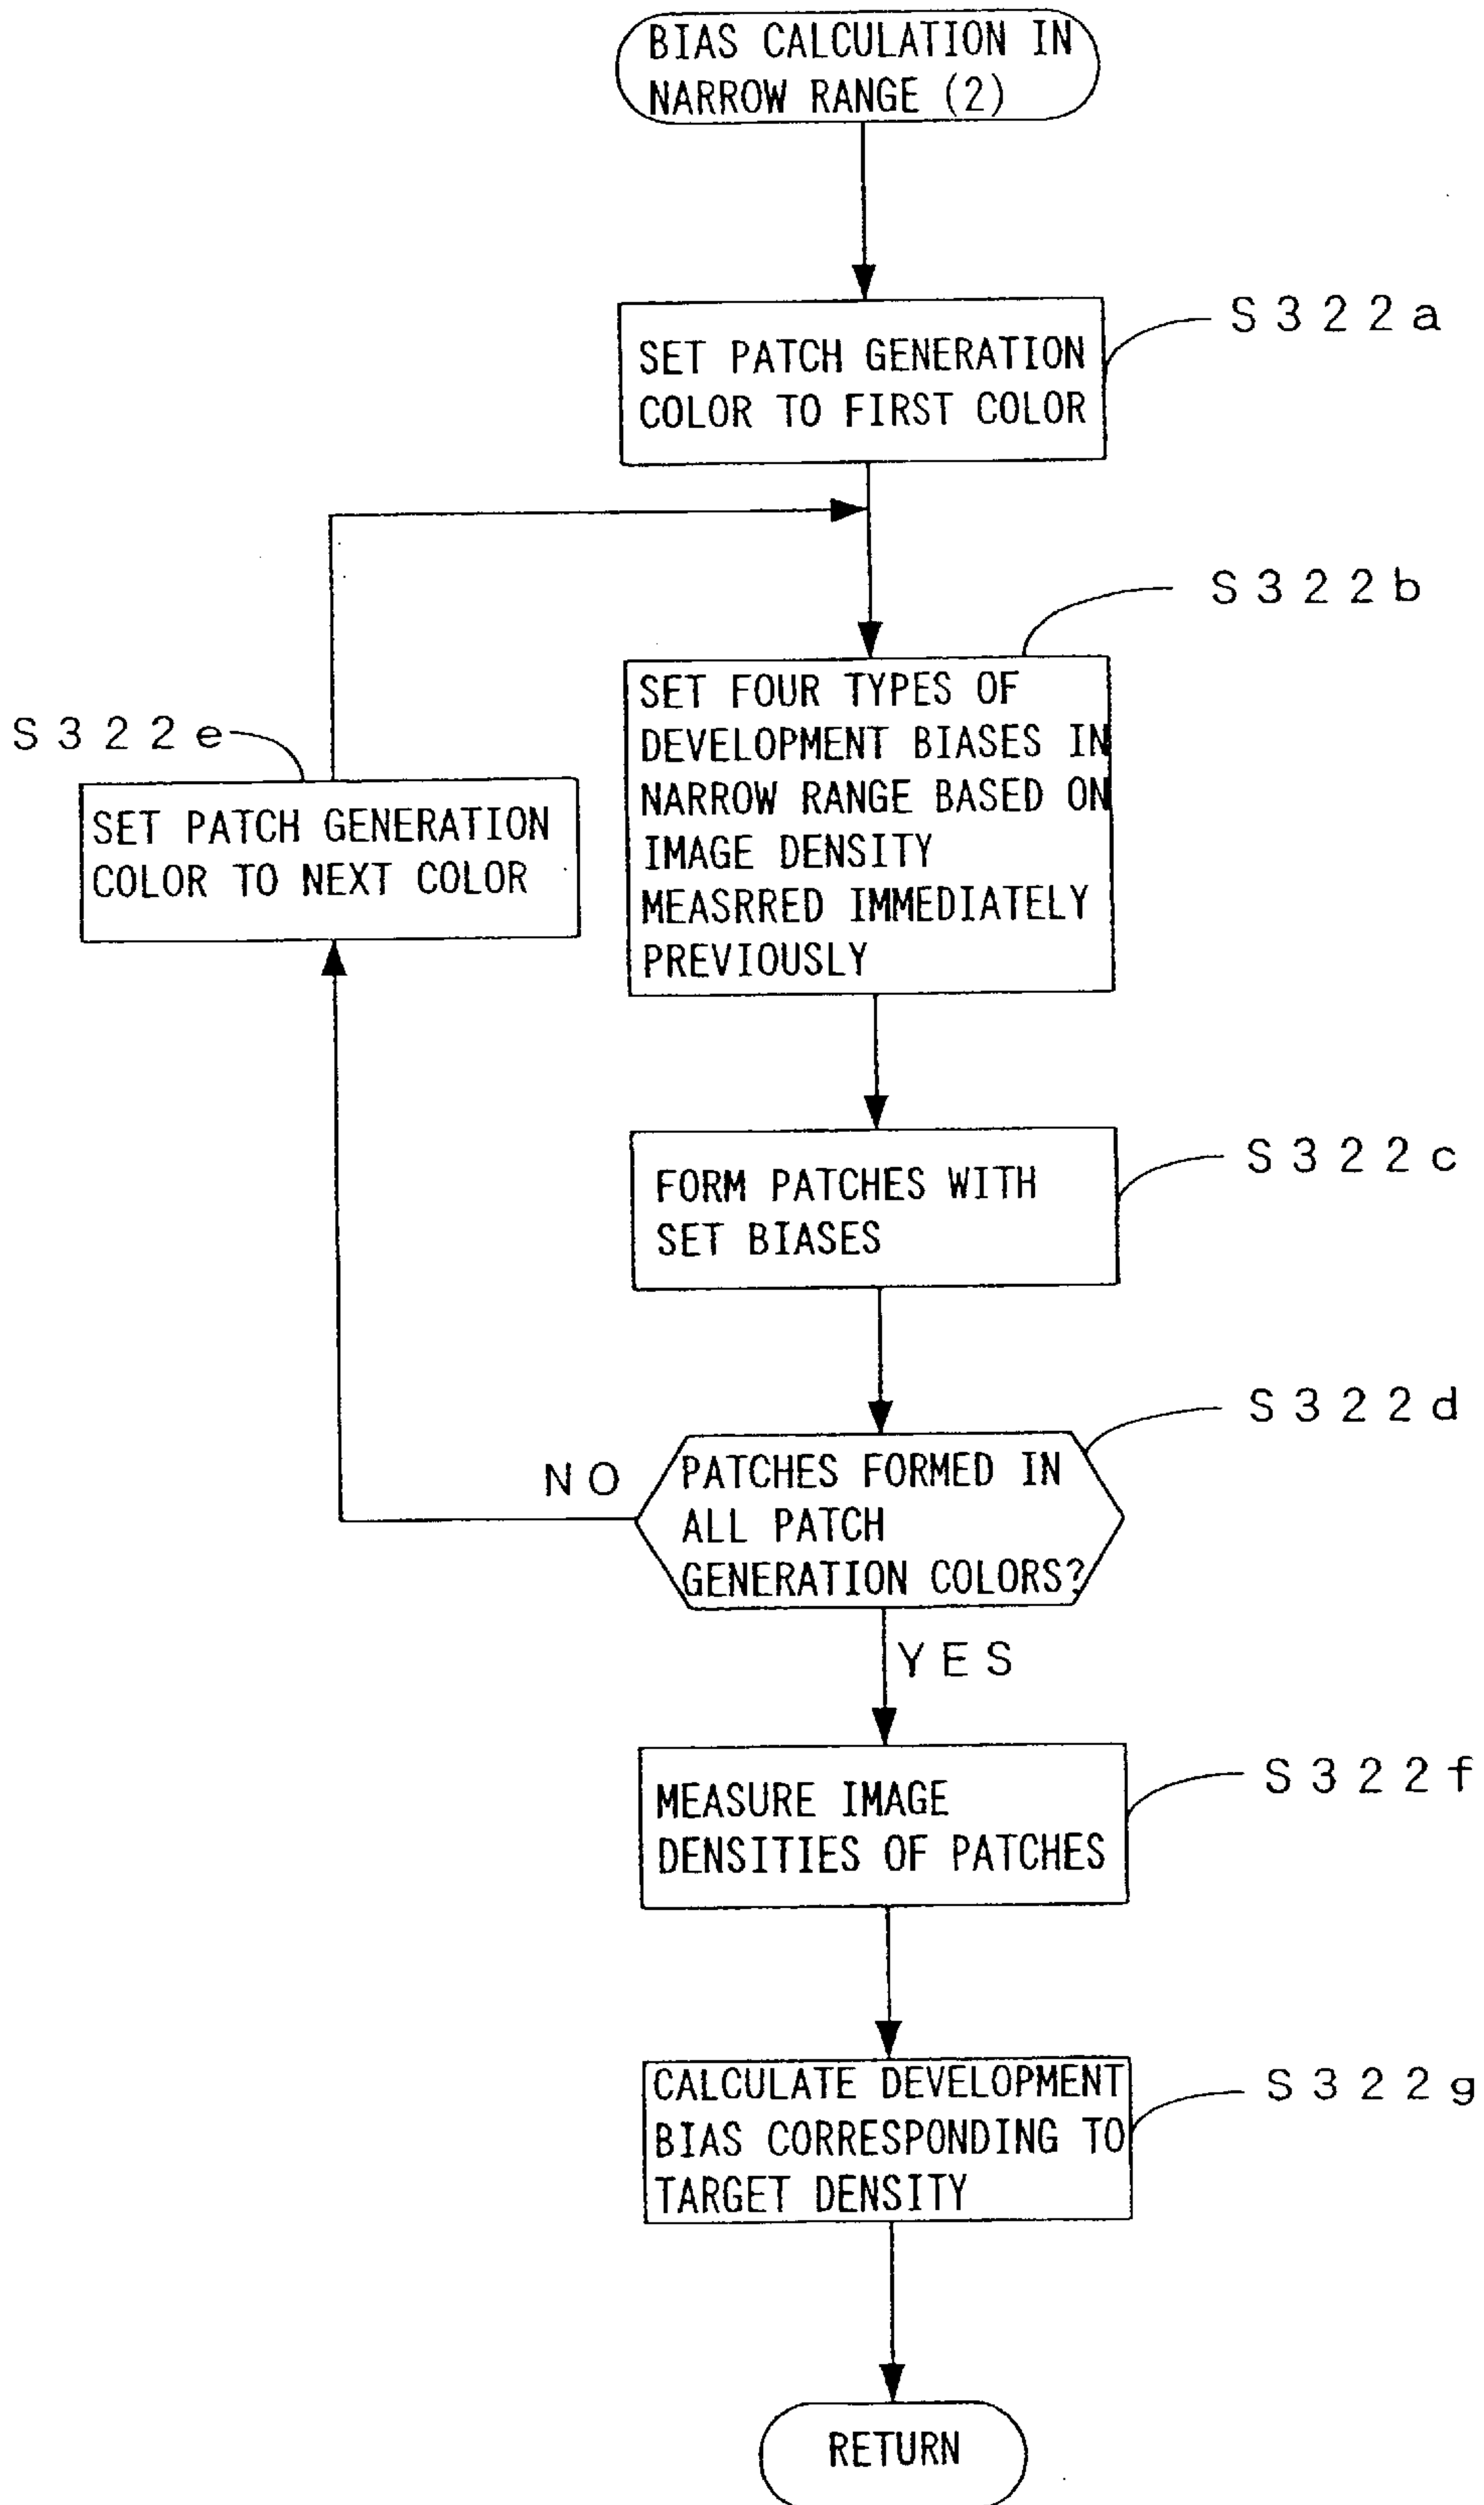 BIAS CALCULATION IN
NARROW RANGE (2)
S322a
SET PATCH GENERATION
COLOR TO FIRST COLOR
S322b
SET FOUR TYPES OF
DEVELOPMENT BIASES IN
NARROW RANGE BASED ON
IMAGE DENSITY
MEASRRED IMMEDIATELY
PREVIOUSLY
S322e
SET PATCH GENERATION
COLOR TO NEXT COLOR
S322c
FORM PATCHES WITH
SET BIASES
S322d
PATCHES FORMED IN
ALL PATCH
GENERATION COLORS?
NO
YES
S322f
MEASURE IMAGE
DENSITIES OF PATCHES
S322g
CALCULATE DEVELOPMENT
BIAS CORRESPONDING TO
TARGET DENSITY
RETURN